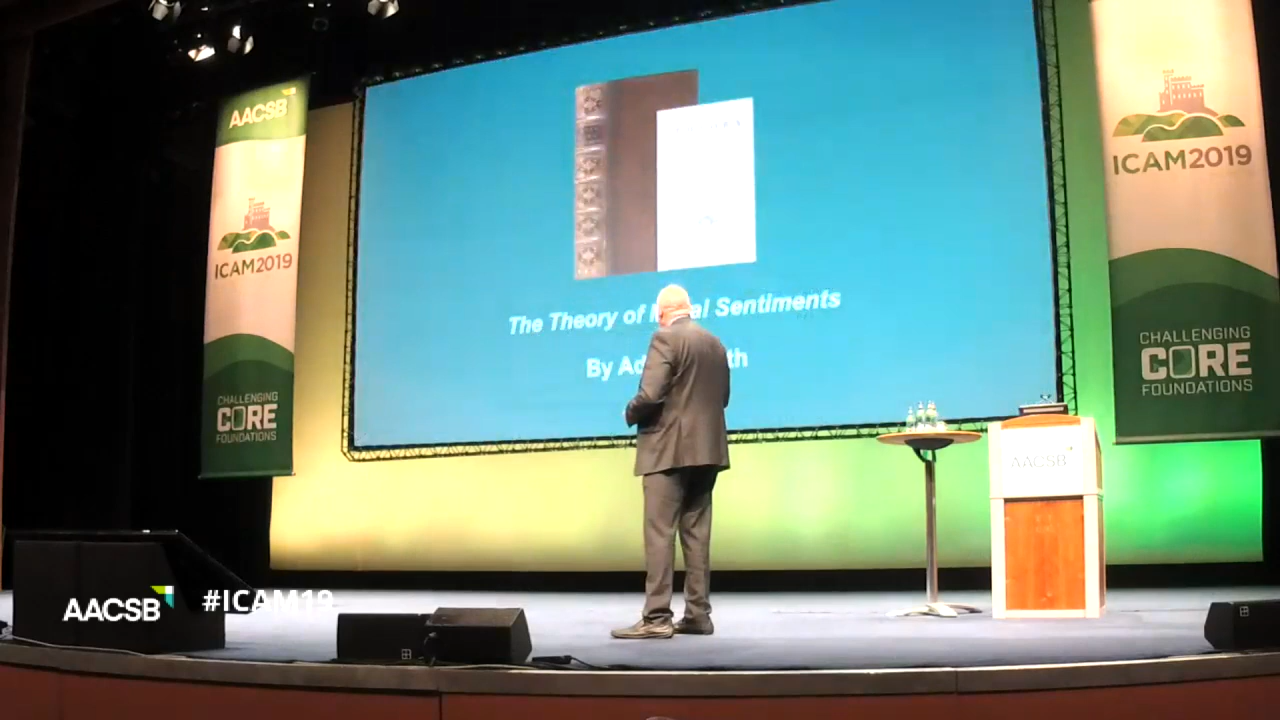 AACSB
ICAM2019
CHALLENGING
CORE
FOUNDATIONS
The Theory of M al Sentiments
By Ad th
ICAM2019
CHALLENGING
CORE
FOUNDATIONS
AACSB
AACSB
#ICAM19